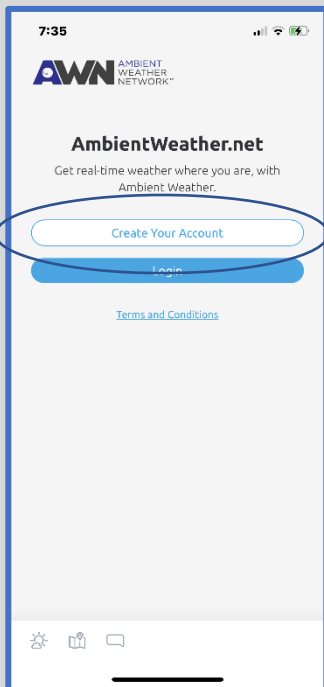 7:35
AWN AMBIENT
WEATHER
NETWORK™
AmbientWeather.net
Get real-time weather where you are, with
Ambient Weather.
Create Your Account
Login
Terms and Conditions